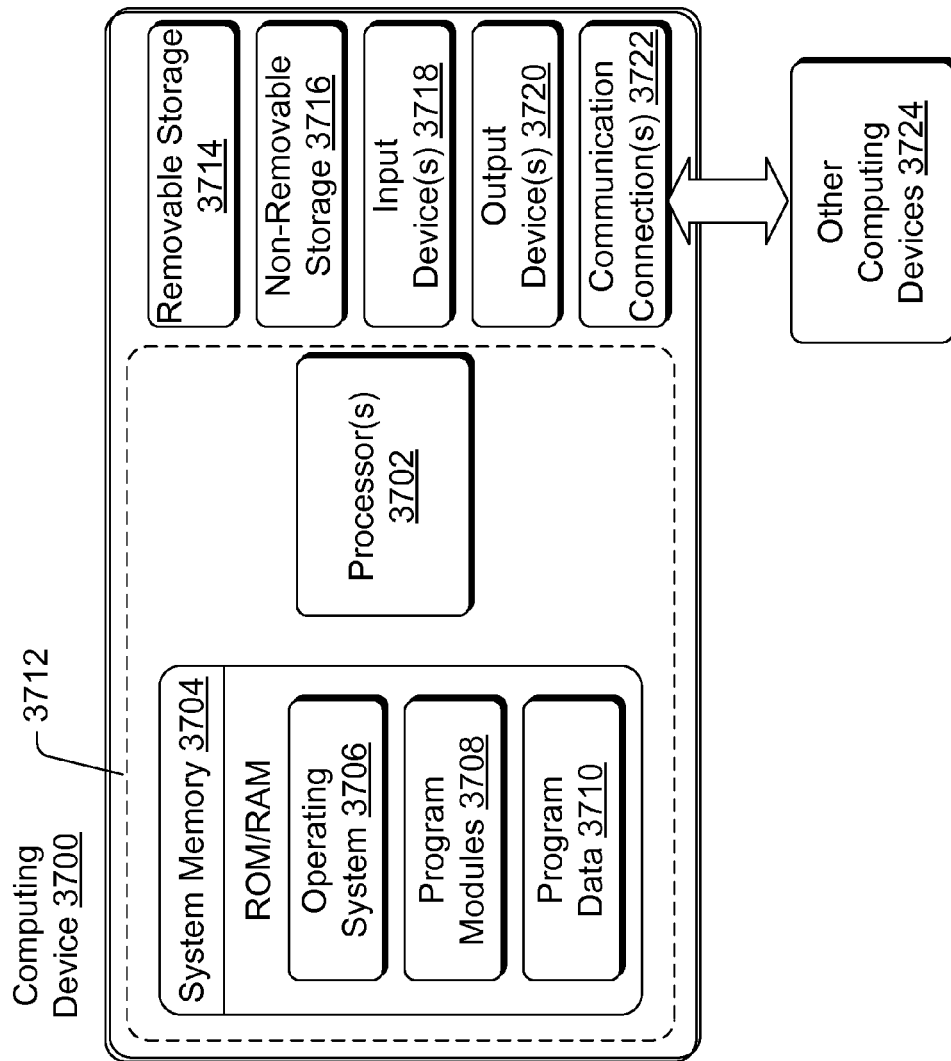 Computing
Device 3700
3712
System Memory 3704
ROM/RAM
Operating
System 3706
Program
Modules 3708
Program
Data 3710
Processor(s)
3702
Removable Storage
3714
Non-Removable
Storage 3716
Input
Device(s) 3718
Output
Device(s) 3720
Communication
Connection(s) 3722
Other
Computing
Devices 3724